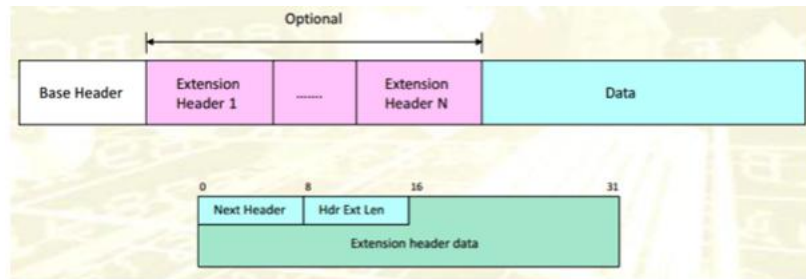 Optional
Base Header
Extension
Header 1
.......
Extension
Header N
Data
0 8 16 31
Next Header Hdr Ext Len
Extension header data